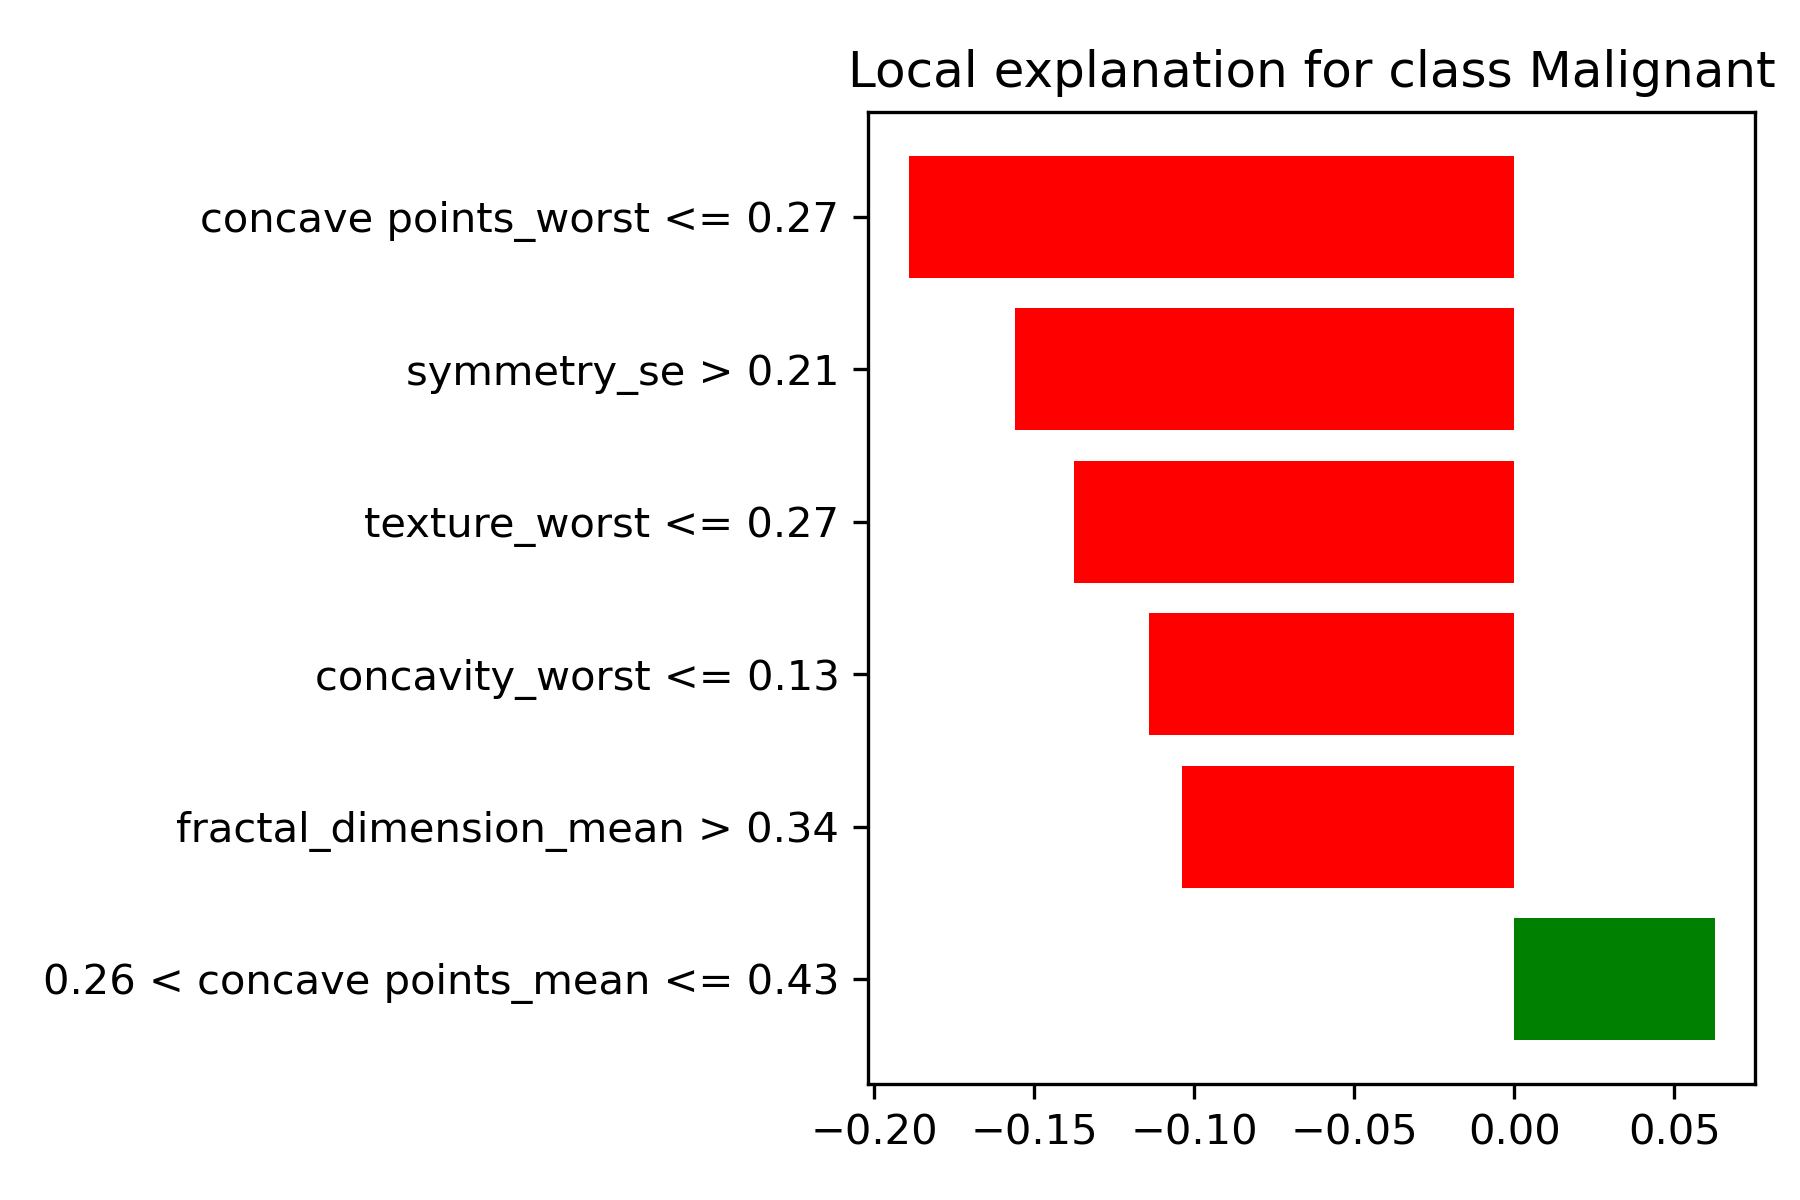 Local explanation for class Malignant
concave points_worst <= 0.27
symmetry_se > 0.21
texture_worst <= 0.27
concavity_worst <= 0.13
fractal_dimension_mean > 0.34
0.26 < concave points_mean <= 0.43
−0.20 −0.15 −0.10 −0.05 0.00 0.05